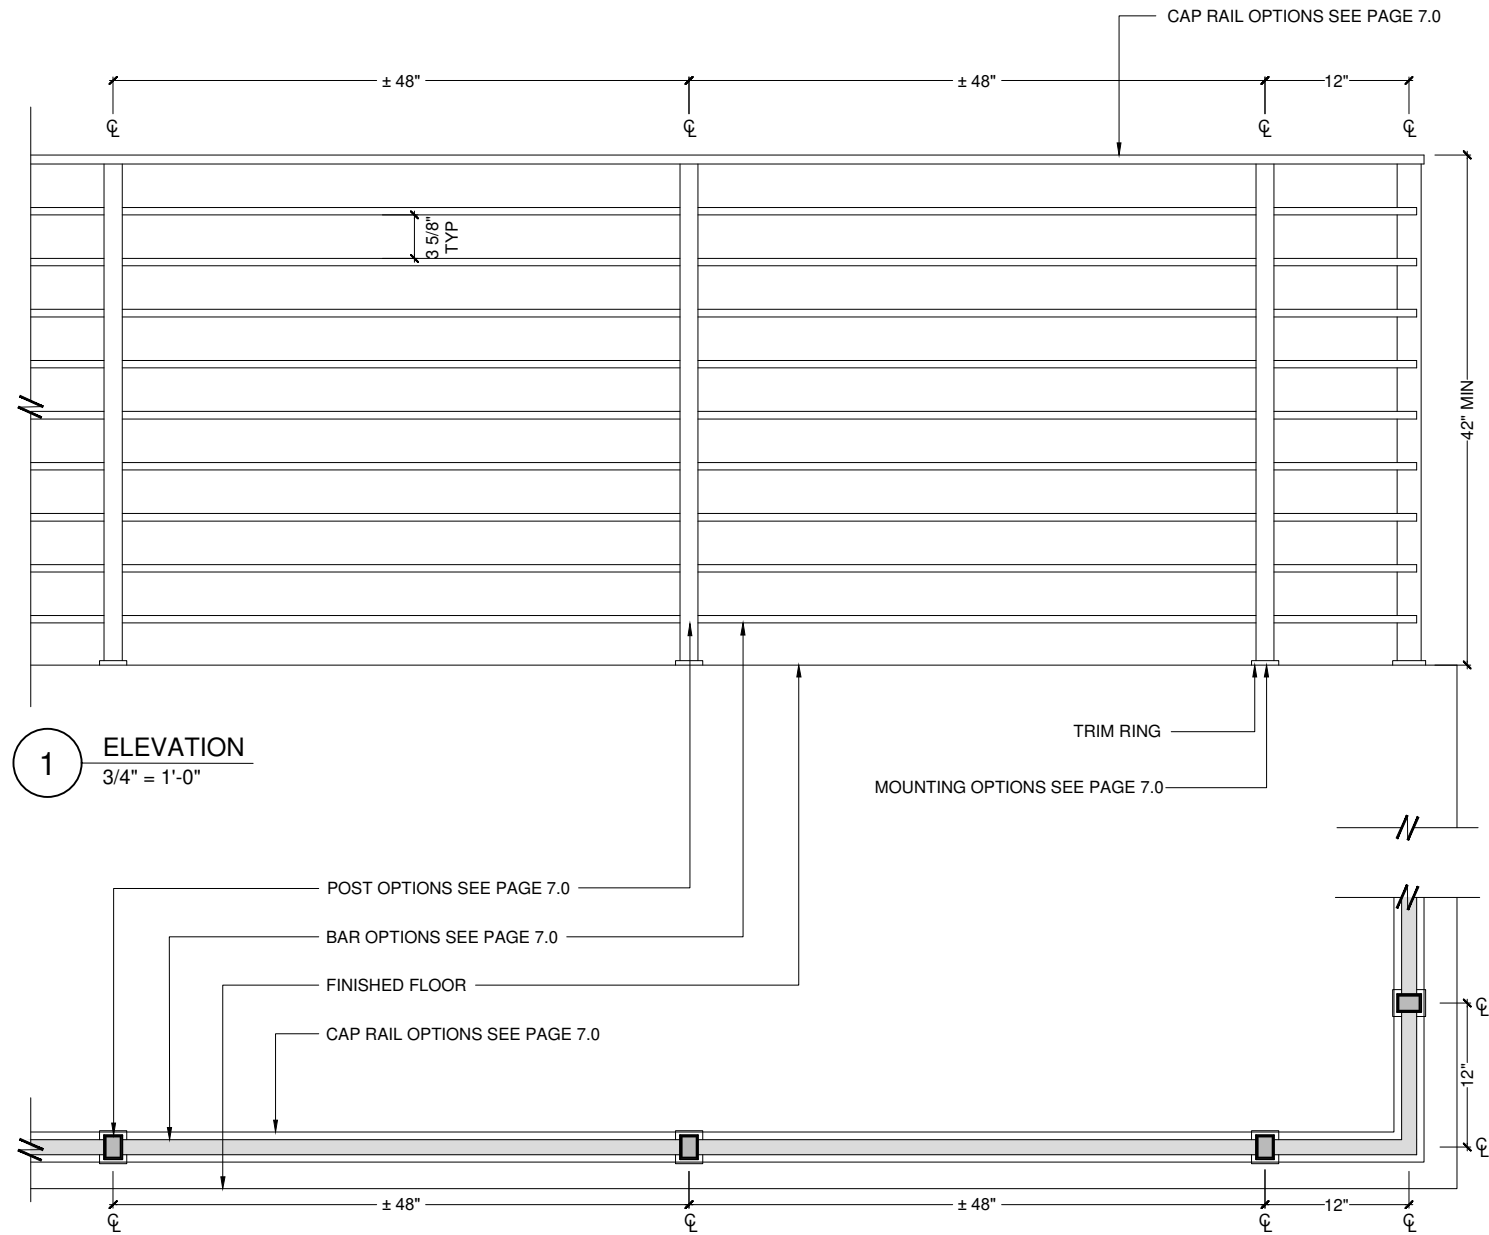 CAP RAIL OPTIONS SEE PAGE 7.0
± 48"
± 48"
12"
℄
℄
℄
℄
3 5/8"
TYP
42" MIN
TRIM RING
1
ELEVATION
3/4" = 1'-0"
MOUNTING OPTIONS SEE PAGE 7.0
POST OPTIONS SEE PAGE 7.0
BAR OPTIONS SEE PAGE 7.0
FINISHED FLOOR
CAP RAIL OPTIONS SEE PAGE 7.0
℄
12"
℄
± 48"
± 48"
12"
℄
℄
℄
℄